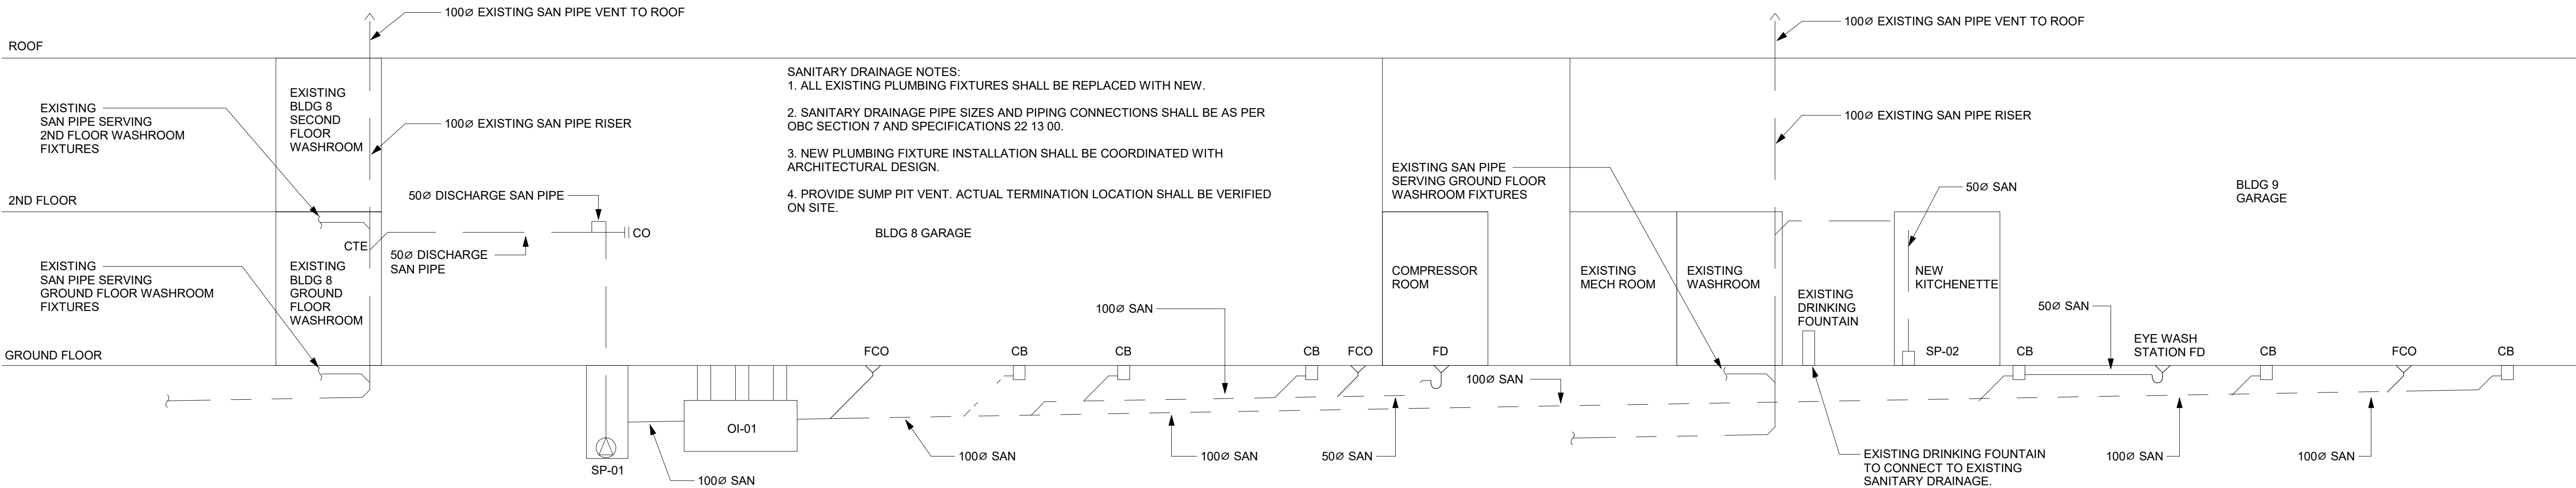 100Ø EXISTING SAN PIPE VENT TO ROOF
100Ø EXISTING SAN PIPE VENT TO ROOF
ROOF
EXISTING
SAN PIPE SERVING
2ND FLOOR WASHROOM
FIXTURES
EXISTING
BLDG 8
SECOND
FLOOR
WASHROOM
100Ø EXISTING SAN PIPE RISER
SANITARY DRAINAGE NOTES:
1. ALL EXISTING PLUMBING FIXTURES SHALL BE REPLACED WITH NEW.
2. SANITARY DRAINAGE PIPE SIZES AND PIPING CONNECTIONS SHALL BE AS PER
OBC SECTION 7 AND SPECIFICATIONS 22 13 00.
3. NEW PLUMBING FIXTURE INSTALLATION SHALL BE COORDINATED WITH
ARCHITECTURAL DESIGN.
4. PROVIDE SUMP PIT VENT. ACTUAL TERMINATION LOCATION SHALL BE VERIFIED
ON SITE.
100Ø EXISTING SAN PIPE RISER
EXISTING SAN PIPE
SERVING GROUND FLOOR
WASHROOM FIXTURES
50Ø SAN
BLDG 9
GARAGE
2ND FLOOR
50Ø DISCHARGE SAN PIPE
CO
CTE
50Ø DISCHARGE
SAN PIPE
BLDG 8 GARAGE
EXISTING
SAN PIPE SERVING
GROUND FLOOR WASHROOM
FIXTURES
EXISTING
BLDG 8
GROUND
FLOOR
WASHROOM
COMPRESSOR
ROOM
EXISTING
MECH ROOM
EXISTING
WASHROOM
EXISTING
DRINKING
FOUNTAIN
NEW
KITCHENETTE
100Ø SAN
50Ø SAN
GROUND FLOOR
FCO
CB
CB
CB
FCO
FD
SP-02
CB
EYE WASH
STATION FD
CB
FCO
CB
100Ø SAN
OI-01
SP-01
100Ø SAN
100Ø SAN
100Ø SAN
50Ø SAN
EXISTING DRINKING FOUNTAIN
TO CONNECT TO EXISTING
SANITARY DRAINAGE.
100Ø SAN
100Ø SAN